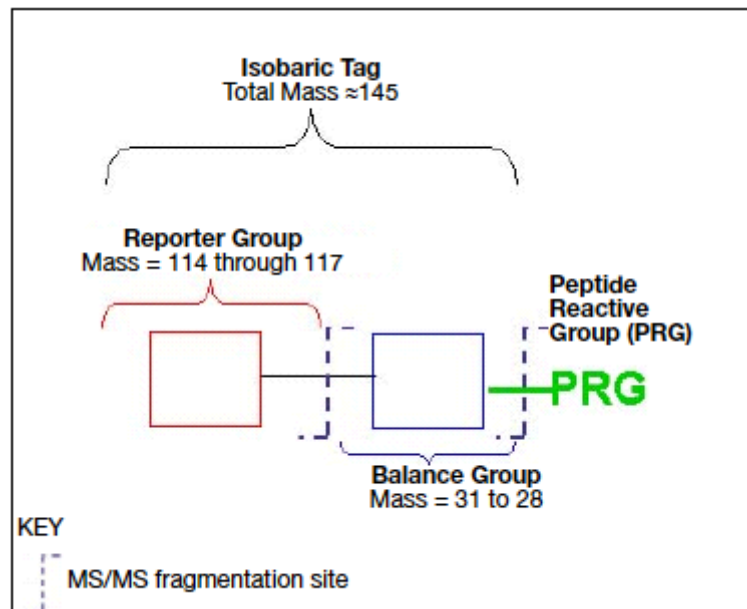 Isobaric Tag
Total Mass ≈145
Reporter Group
Mass = 114 through 117
Peptide
Reactive
Group (PRG)
PRG
Balance Group
Mass = 31 to 28
KEY
MS/MS fragmentation site